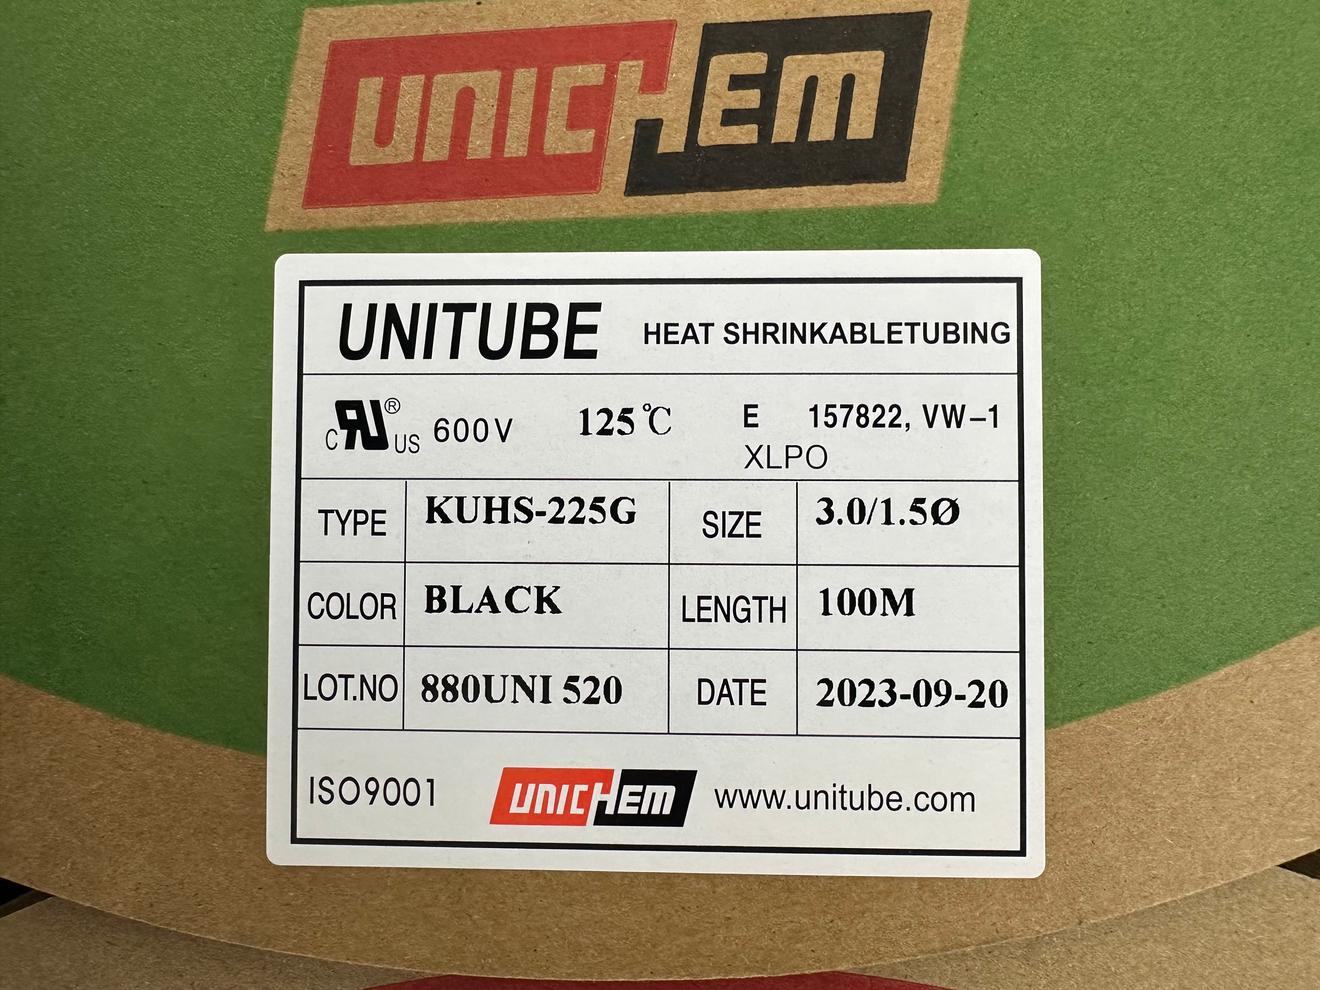 UNICHEM
UNITUBE HEAT SHRINKABLETUBING
C RU ® US 600V 125℃ E 157822, VW-1
XLPO
TYPE KUHS-225G SIZE 3.0/1.5Ø
COLOR BLACK LENGTH 100M
LOT.NO 880UNI 520 DATE 2023-09-20
ISO9001 UNICHEM www.unitube.com